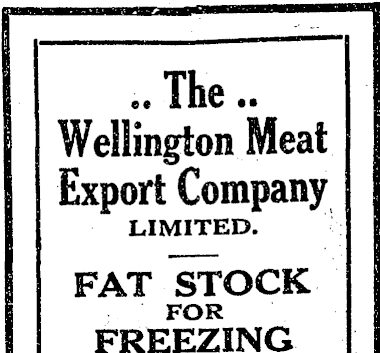 .. The ..
Wellington Meat
Export Company
LIMITED.
FAT STOCK
FOR
FREEZING